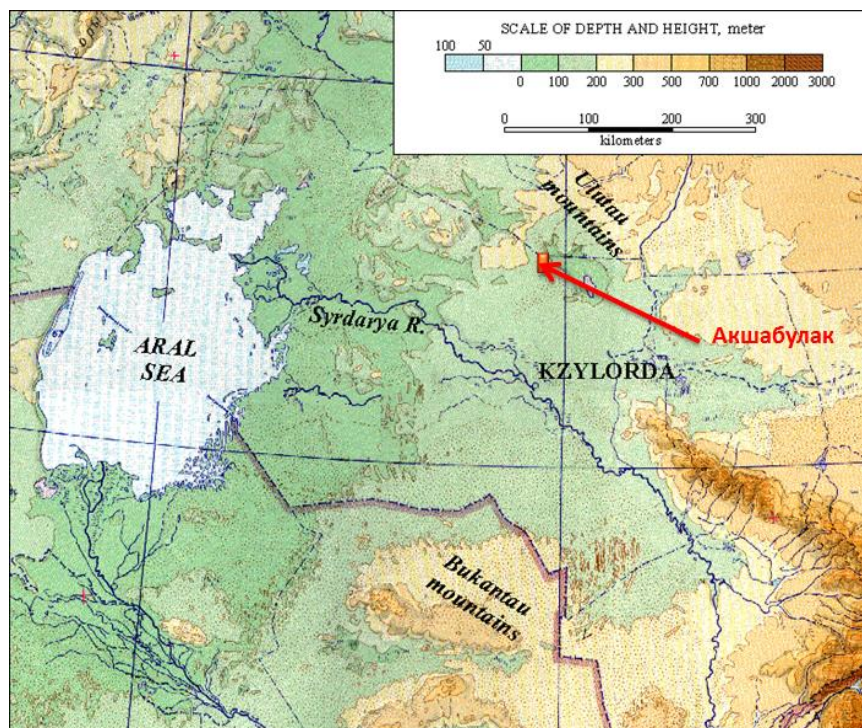 SCALE OF DEPTH AND HEIGHT, meter
100 50
0 100 200 300 500 700 1000 2000 3000
0 100 200 300
kilometers
Ulutau
mountains
Syrdarya R.
Акшабулак
ARAL
SEA
KZYLORDA
Bukantau
mountains